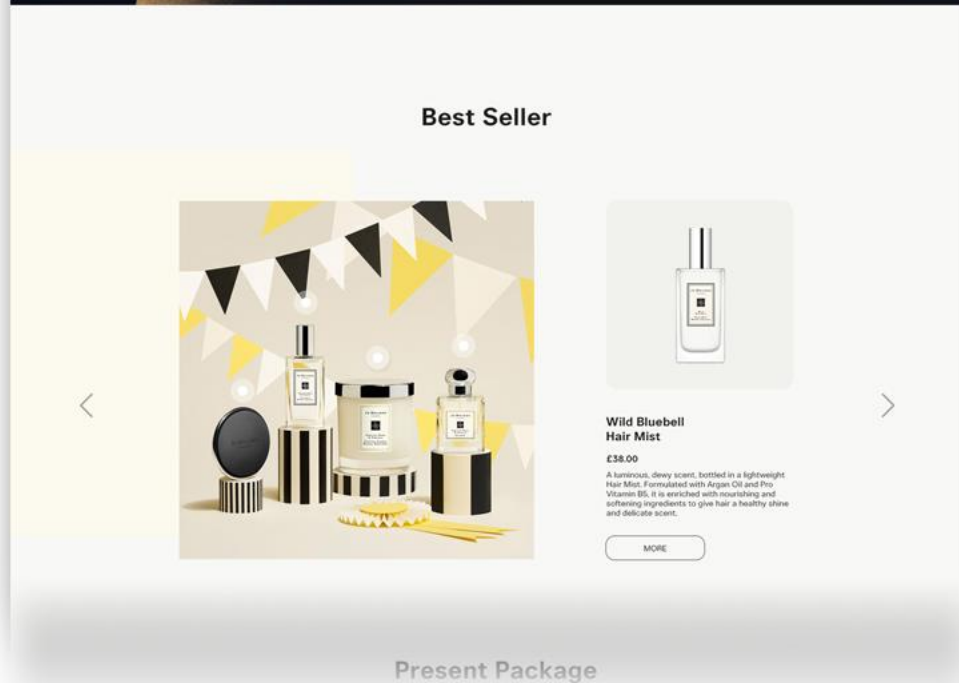 Best Seller
Wild Bluebell
Hair Mist
£38.00
A luminous, dewy scent, bottled in a lightweight
Hair Mist. Formulated with Argan Oil and Pro
Vitamin B5, it is enriched with nourishing and
softening ingredients to give hair a healthy shine
and delicate scent.
MORE
Present Package